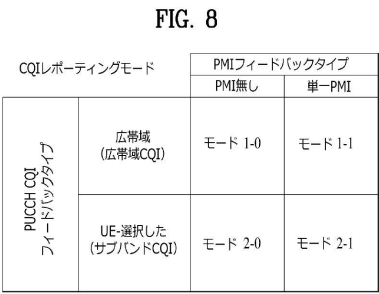 FIG. 8
CQIレポーティングモード
PMIフィードバックタイプ
PMI無し
単一PMI
PUCCH CQI
フィードバックタイプ
広帯域
(広帯域CQI)
モード 1-0
モード 1-1
UE-選択した
(サブバンドCQI)
モード 2-0
モード 2-1